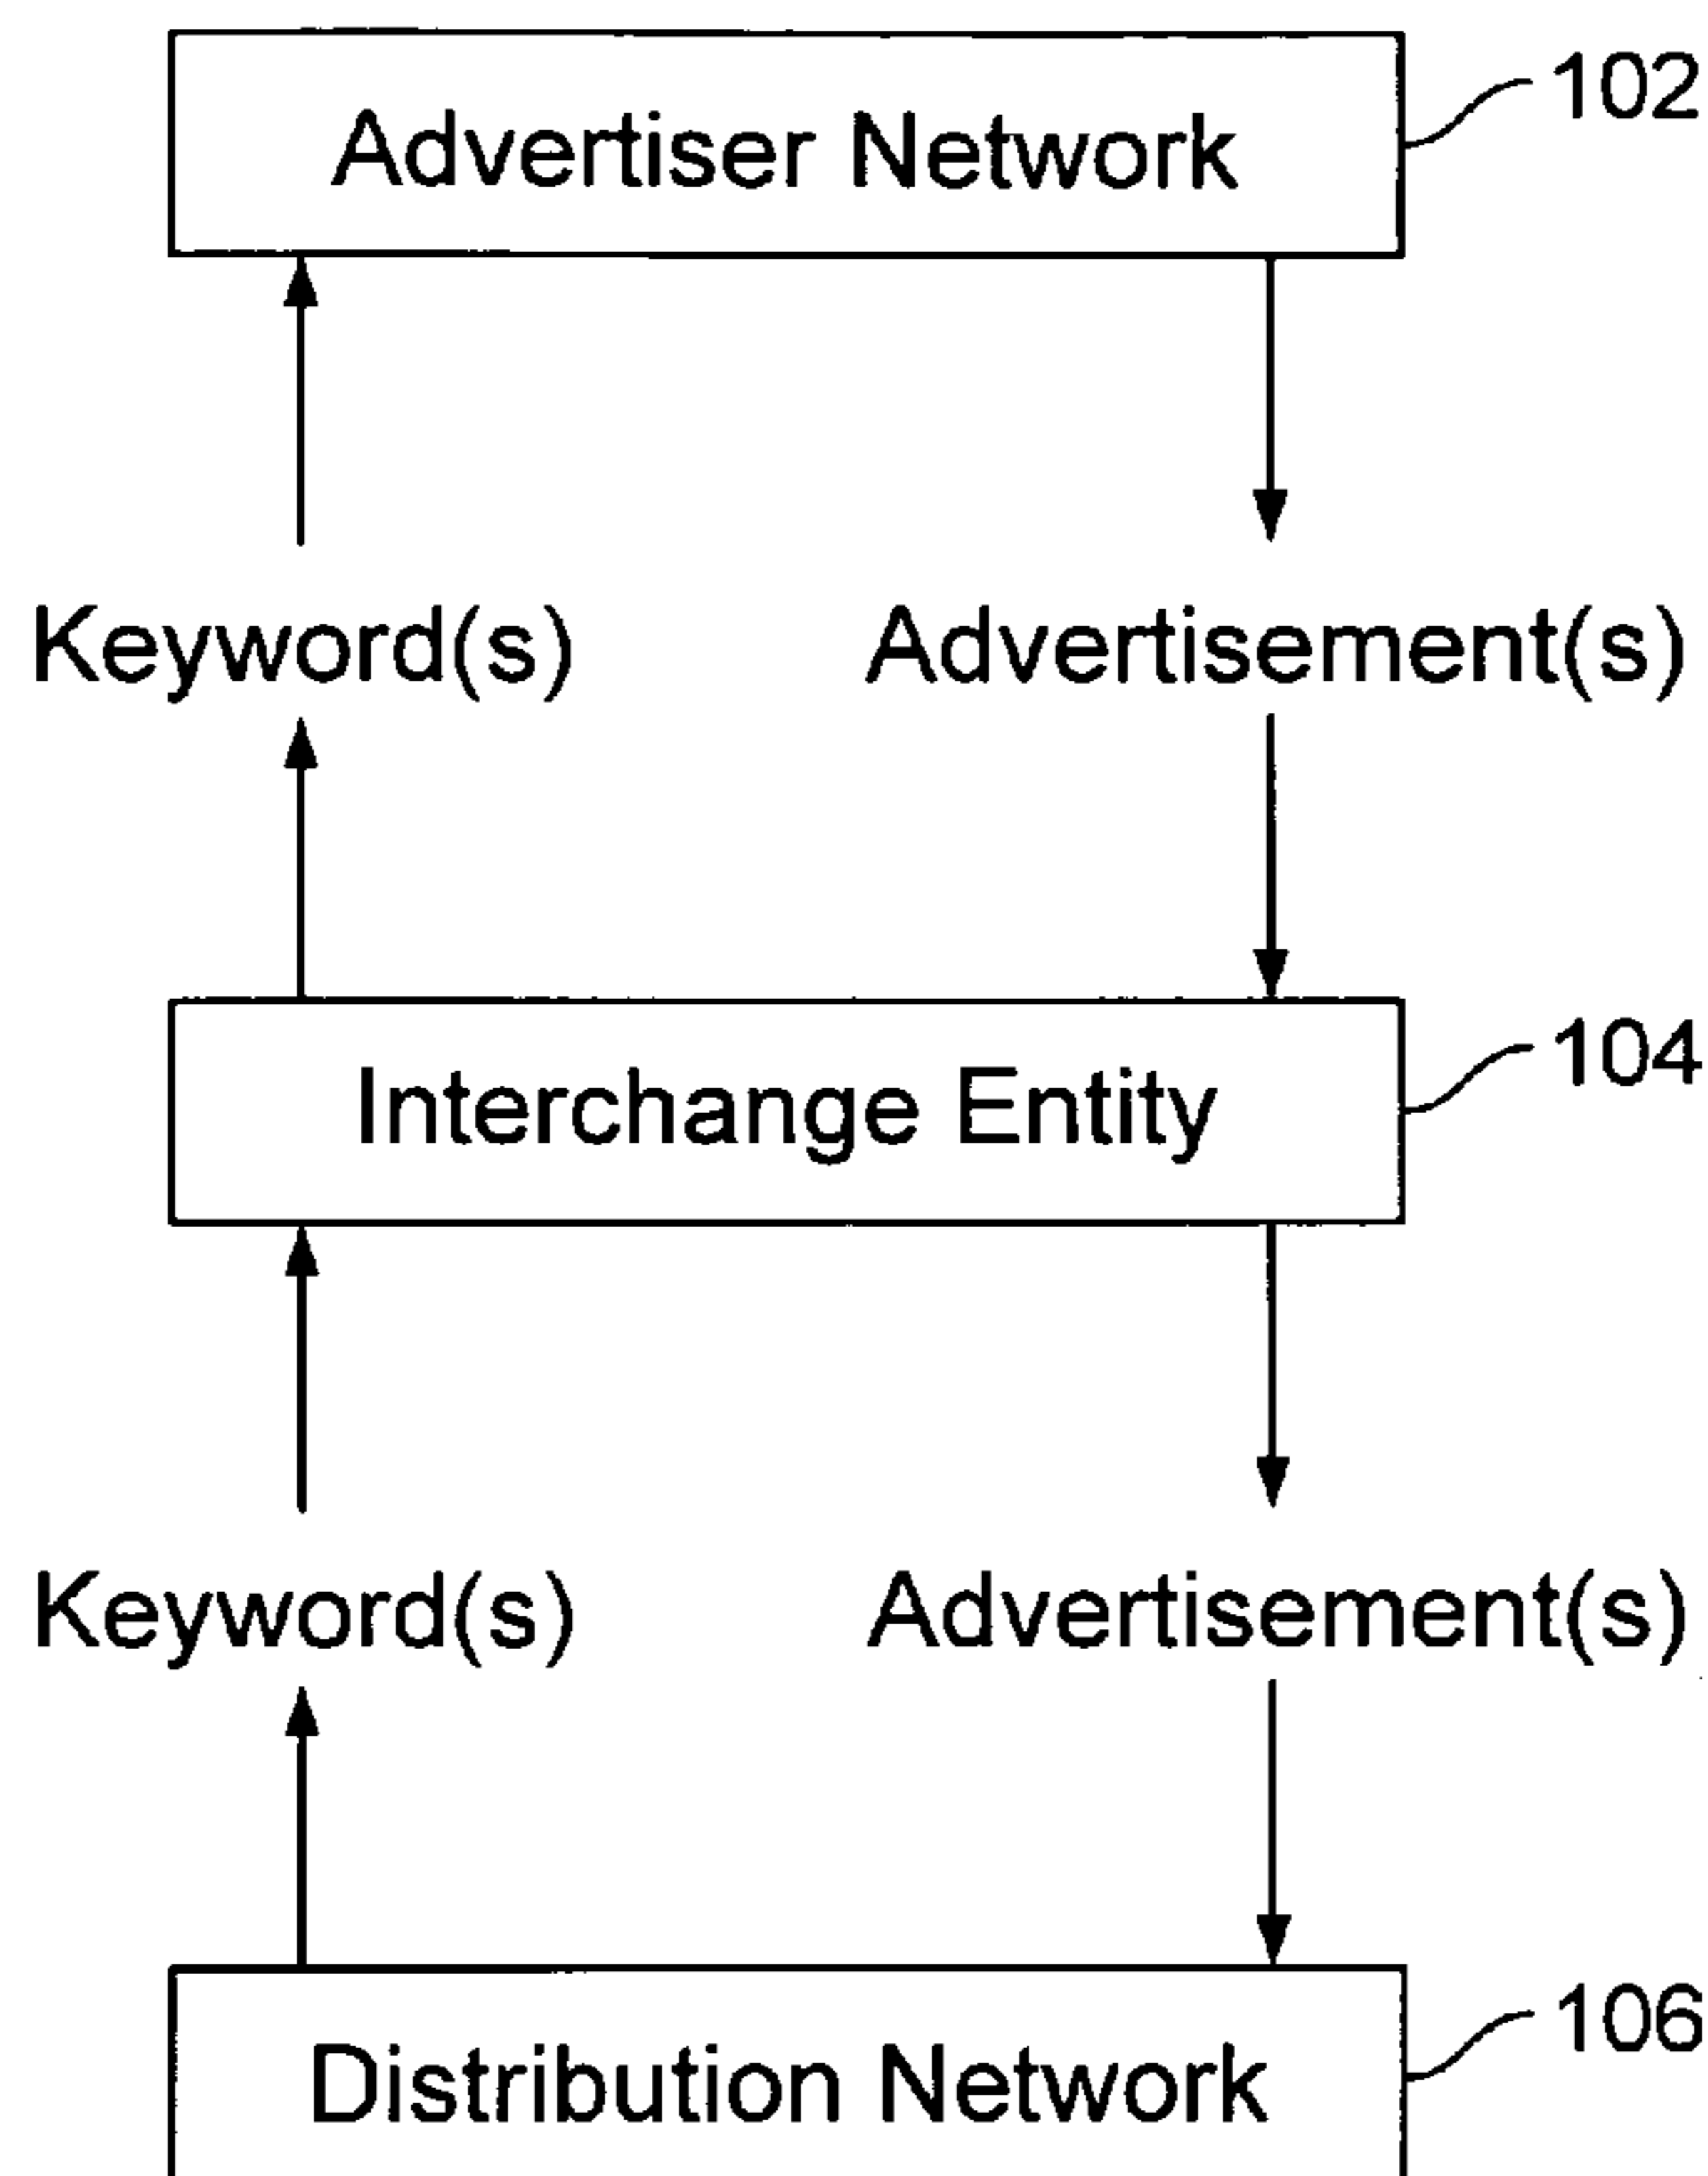 102
Advertiser Network
Keyword(s) Advertisement(s)
104
Interchange Entity
Keyword(s) Advertisement(s)
106
Distribution Network